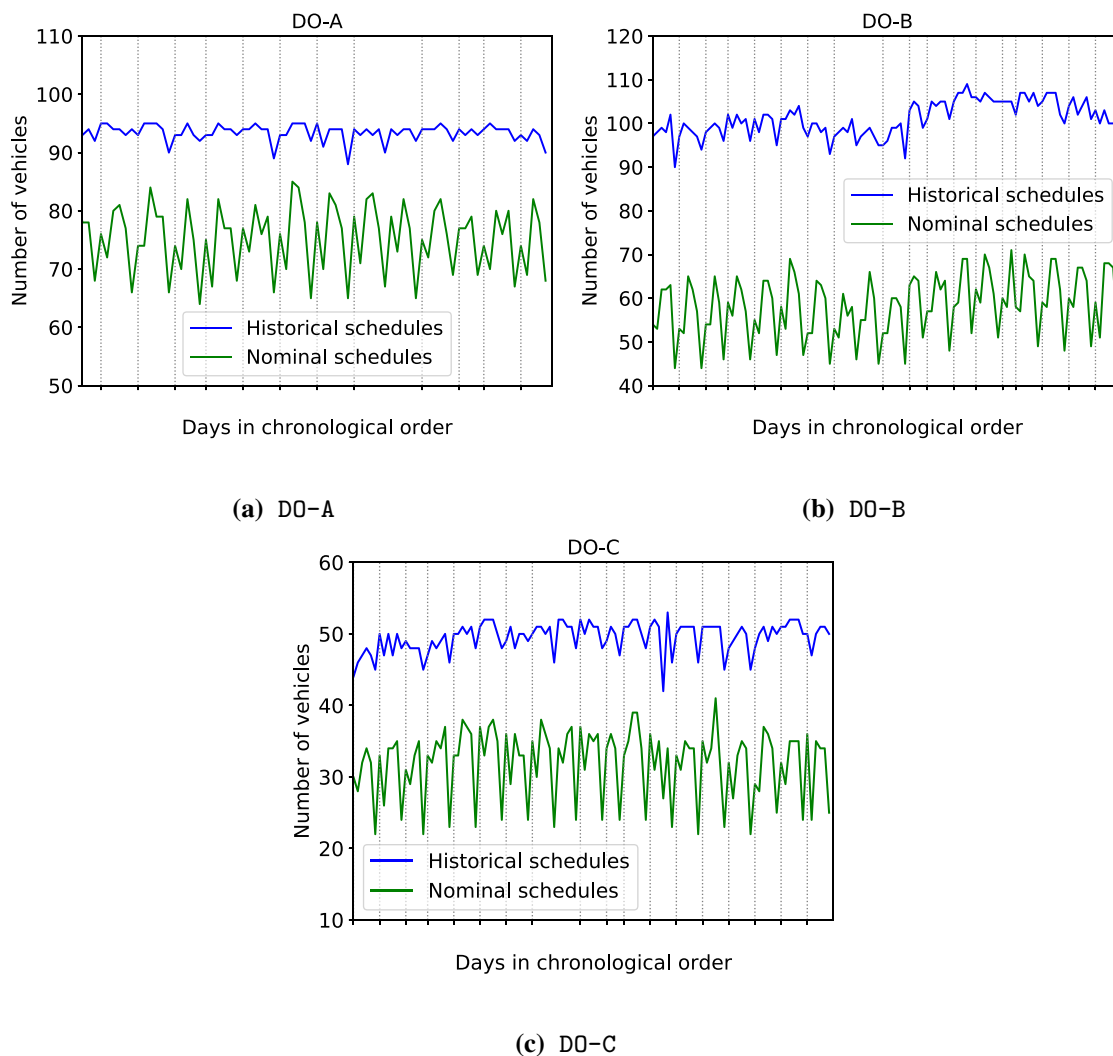 DO-A
110
100
90
80
70
60
50
Number of vehicles
Historical schedules
Nominal schedules
Days in chronological order
(a) DO-A
DO-B
120
110
100
90
80
70
60
50
40
Number of vehicles
Historical schedules
Nominal schedules
Days in chronological order
(b) DO-B
DO-C
60
50
40
30
20
10
Number of vehicles
Historical schedules
Nominal schedules
Days in chronological order
(c) DO-C